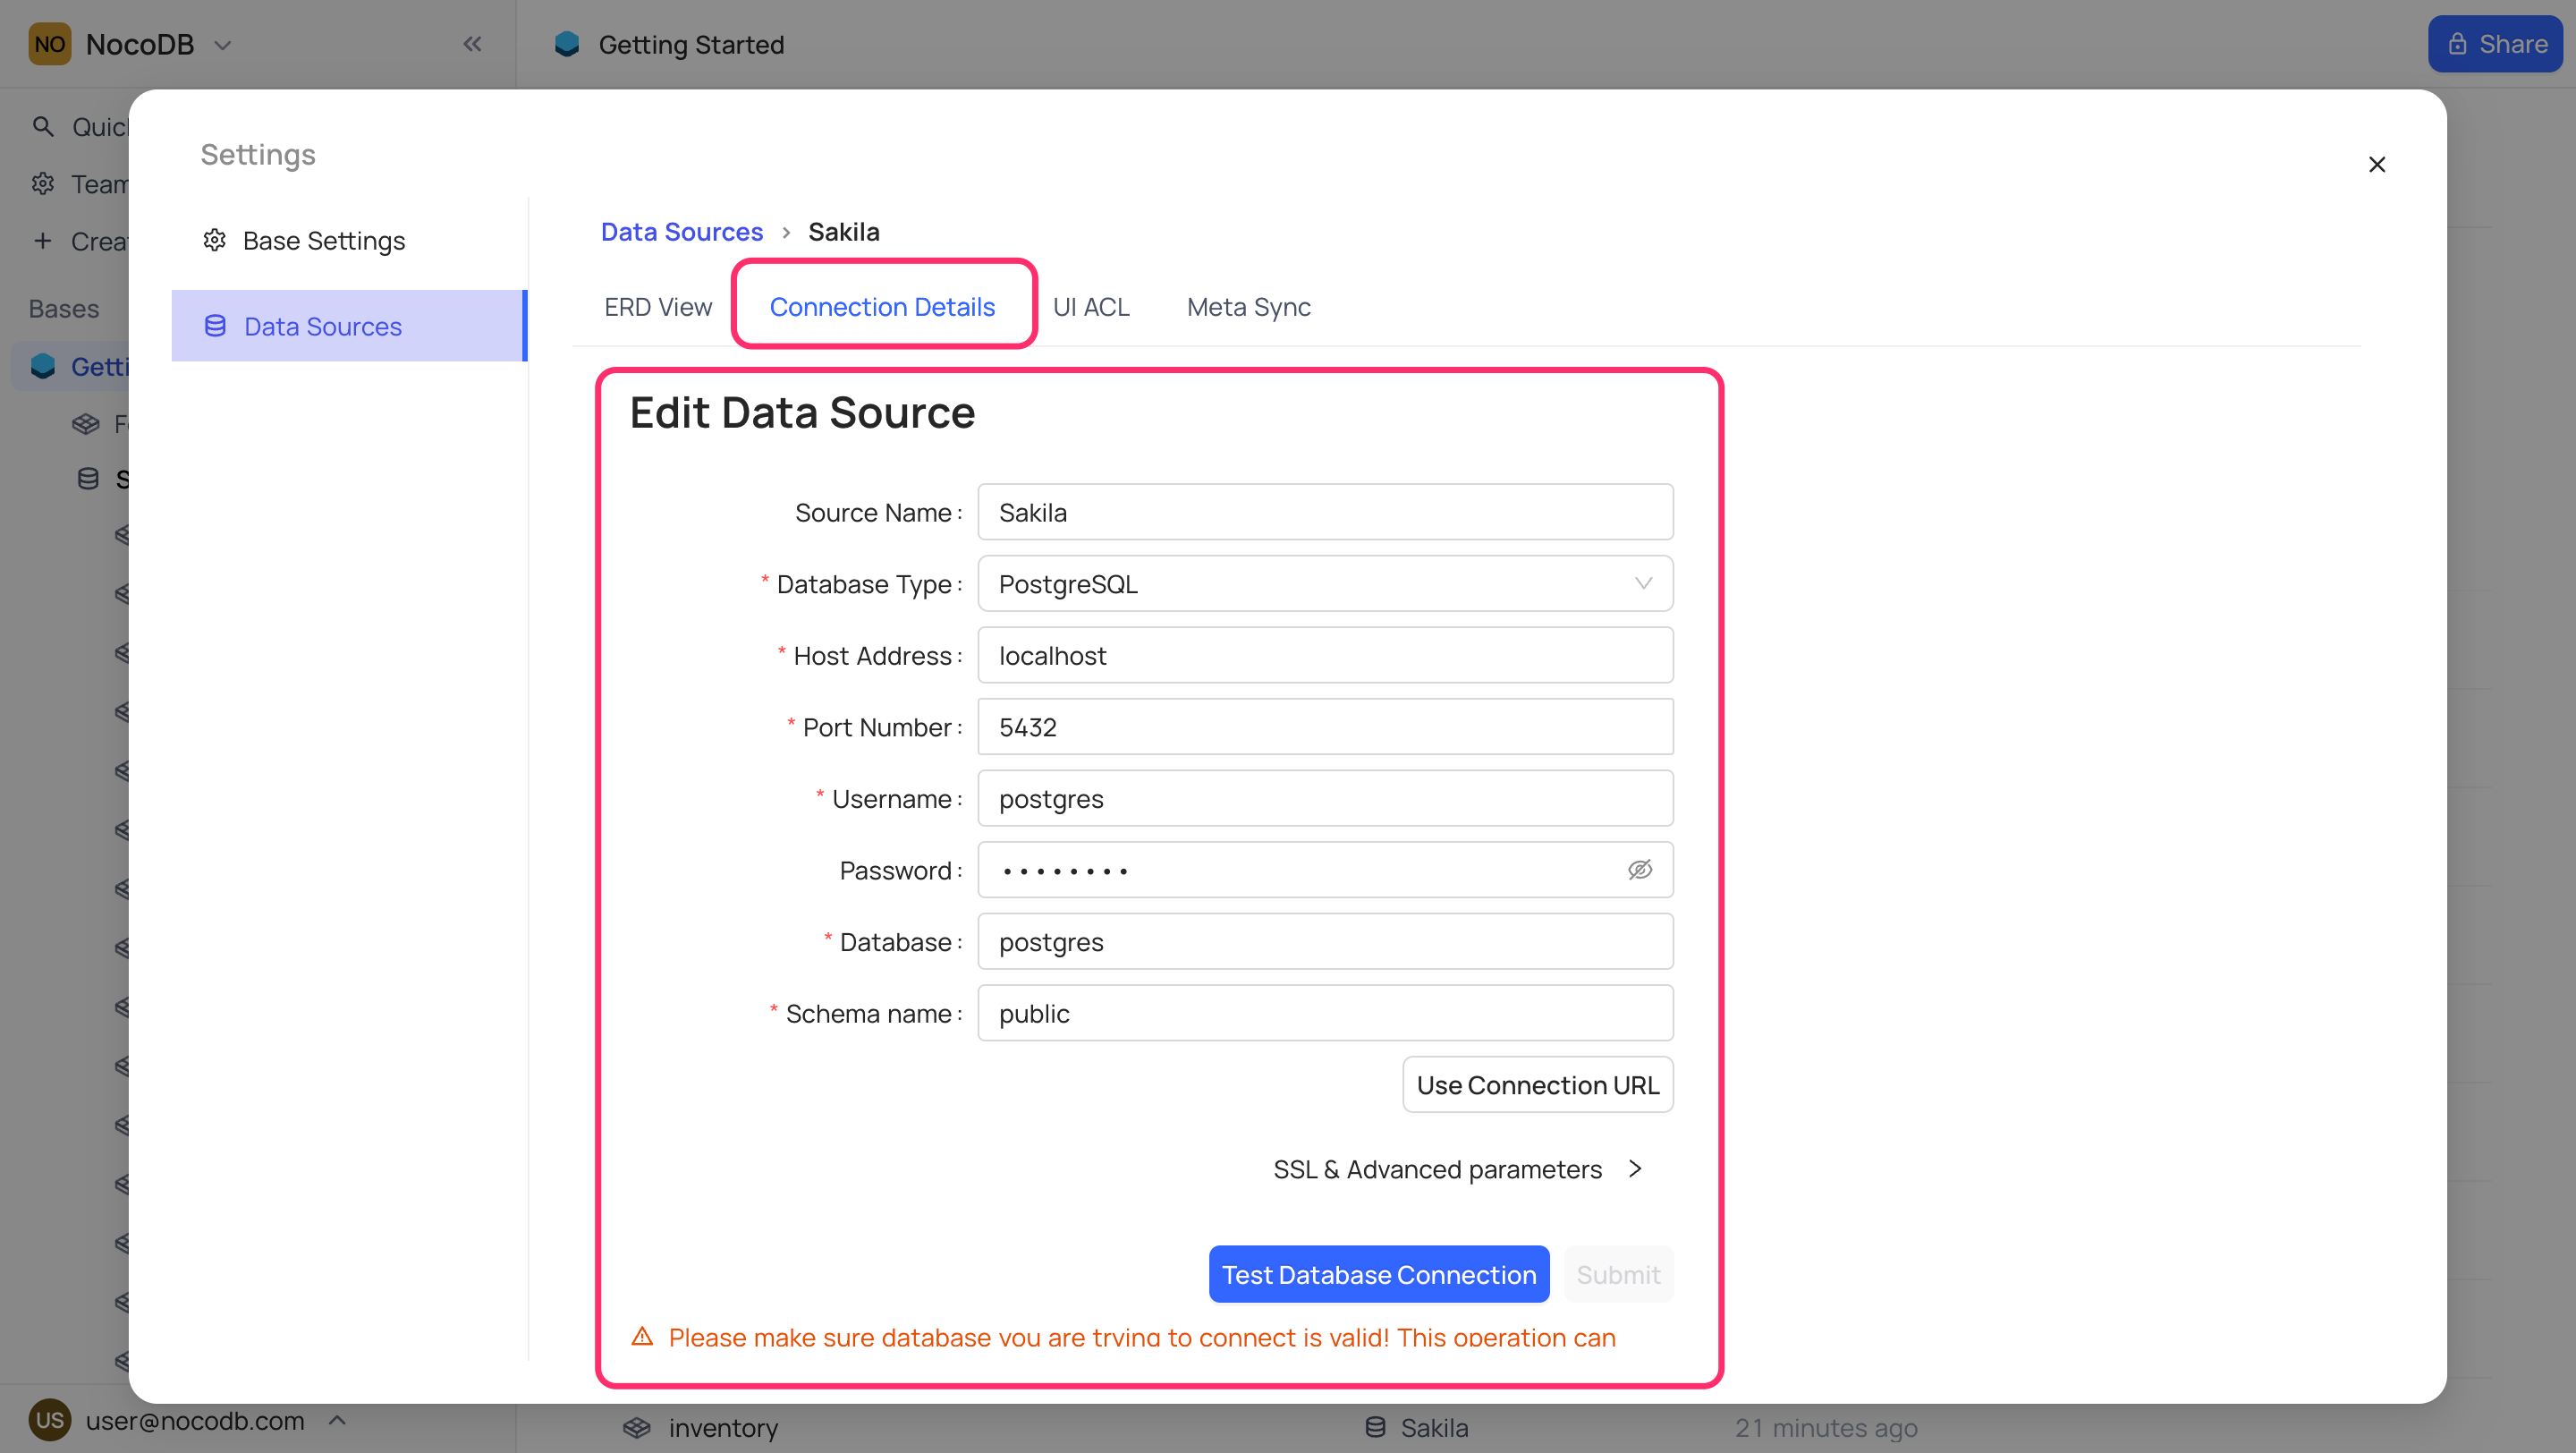 NO NocoDB
Getting Started
Share
Settings
Base Settings
Data Sources
Bases
Data Sources > Sakila
ERD View
Connection Details
UI ACL
Meta Sync
Edit Data Source
Source Name : Sakila
* Database Type : PostgreSQL
* Host Address : localhost
* Port Number : 5432
* Username : postgres
Password : ••••••••
* Database : postgres
* Schema name : public
Use Connection URL
SSL & Advanced parameters >
Test Database Connection
Submit
Please make sure database you are trying to connect is valid! This operation can
US user@nocodb.com
inventory
Sakila
21 minutes ago